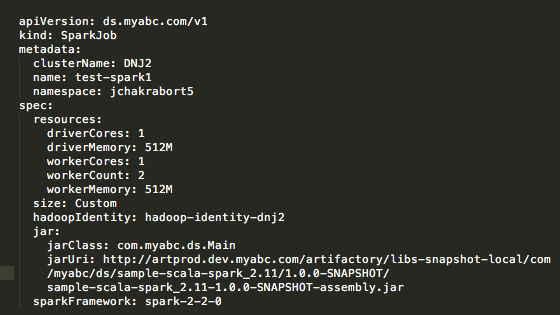 apiVersion: ds.myabc.com/v1
kind: SparkJob
metadata:
  clusterName: DNJ2
  name: test-spark1
  namespace: jchakrabort5
spec:
  resources:
    driverCores: 1
    driverMemory: 512M
    workerCores: 1
    workerCount: 2
    workerMemory: 512M
  size: Custom
  hadoopIdentity: hadoop-identity-dnj2
  jar:
    jarClass: com.myabc.ds.Main
    jarUri: http://artprod.dev.myabc.com/artifactory/libs-snapshot-local/com
    /myabc/ds/sample-scala-spark_2.11/1.0.0-SNAPSHOT/
    sample-scala-spark_2.11-1.0.0-SNAPSHOT-assembly.jar
  sparkFramework: spark-2-2-0